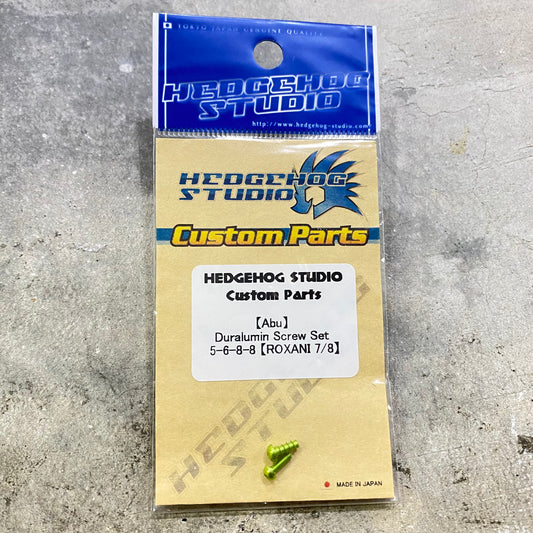 TOKYO JAPAN GENUINE QUALITY
HEDGEHOG
STUDIO
http://www.hedgehog-studio.com
HEDGEHOG
STUDIO
Custom Parts
HEDGEHOG STUDIO
Custom Parts
【Abu】
Duralumin Screw Set
5-6-8-8【ROXANI 7/8】
HEDGEHOG
STUDIO
MADE IN JAPAN